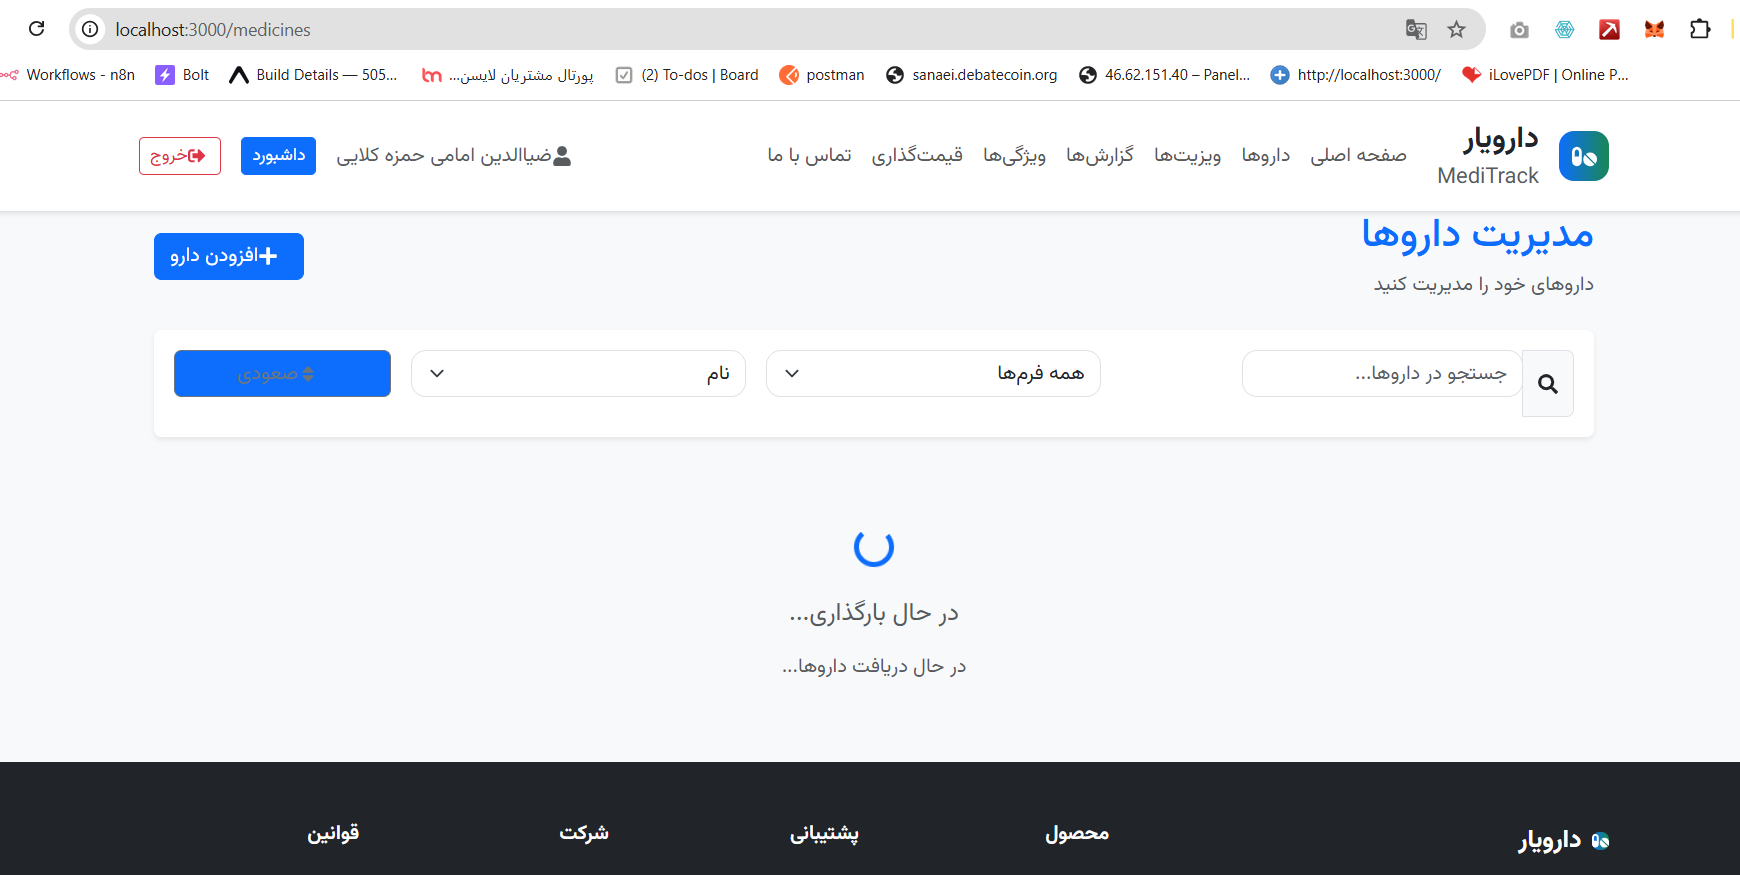 localhost:3000/medicines
Workflows - n8n
Bolt
Build Details — 505...
پورتال مشتریان لایسن...
(2) To-dos | Board
postman
sanaei.debatecoin.org
46.62.151.40 – Panel...
http://localhost:3000/
iLovePDF | Online P...
دارویار
MediTrack
صفحه اصلی
داروها
ویزیت‌ها
گزارش‌ها
ویژگی‌ها
قیمت‌گذاری
تماس با ما
ضیاالدین امامی حمزه کلایی
داشبورد
خروج
مدیریت داروها
داروهای خود را مدیریت کنید
افزودن دارو
جستجو در داروها...
همه فرم‌ها
نام
صعودی
در حال بارگذاری...
در حال دریافت داروها...
دارویار
محصول
پشتیبانی
شرکت
قوانین